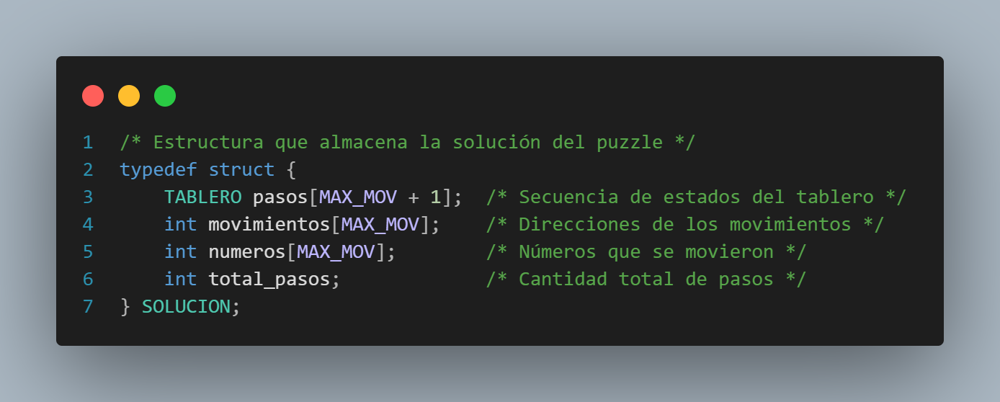 1 /* Estructura que almacena la solución del puzzle */
2 typedef struct {
3     TABLERO pasos[MAX_MOV + 1];  /* Secuencia de estados del tablero */
4     int movimientos[MAX_MOV];    /* Direcciones de los movimientos */
5     int numeros[MAX_MOV];        /* Números que se movieron */
6     int total_pasos;             /* Cantidad total de pasos */
7 } SOLUCION;